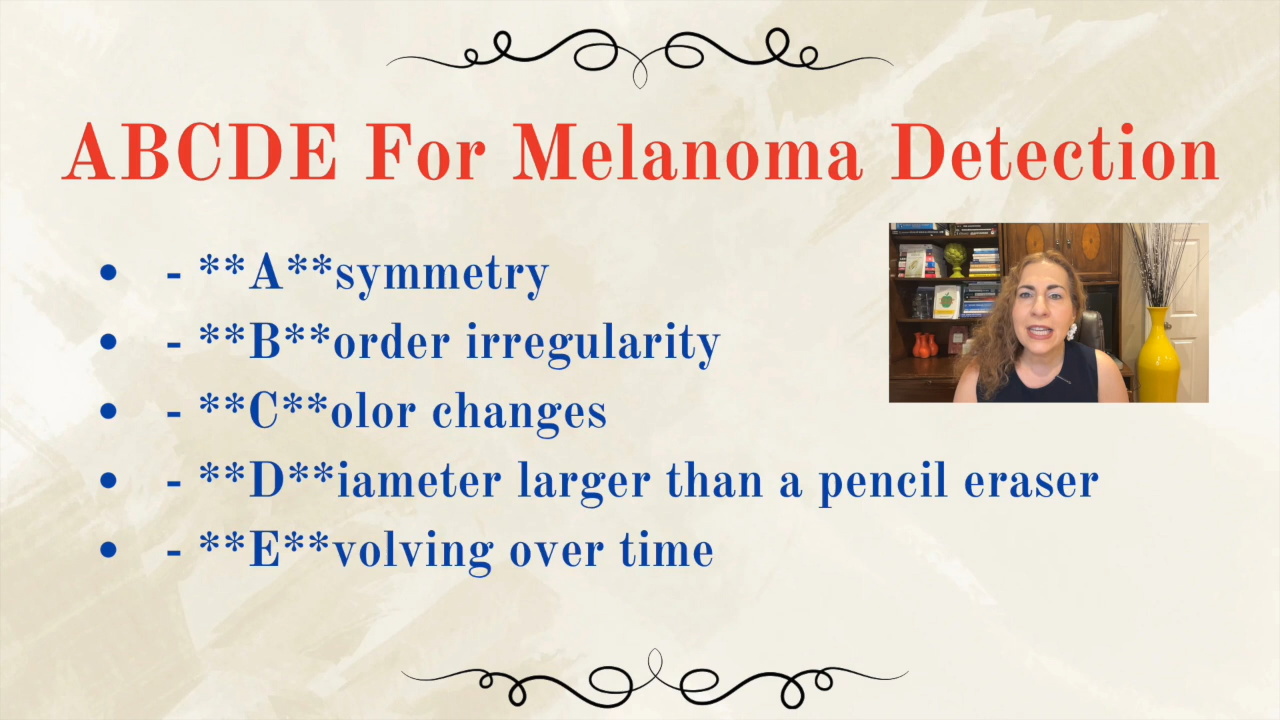 ABCDE For Melanoma Detection
• - **A**symmetry
• - **B**order irregularity
• - **C**olor changes
• - **D**iameter larger than a pencil eraser
• - **E**volving over time